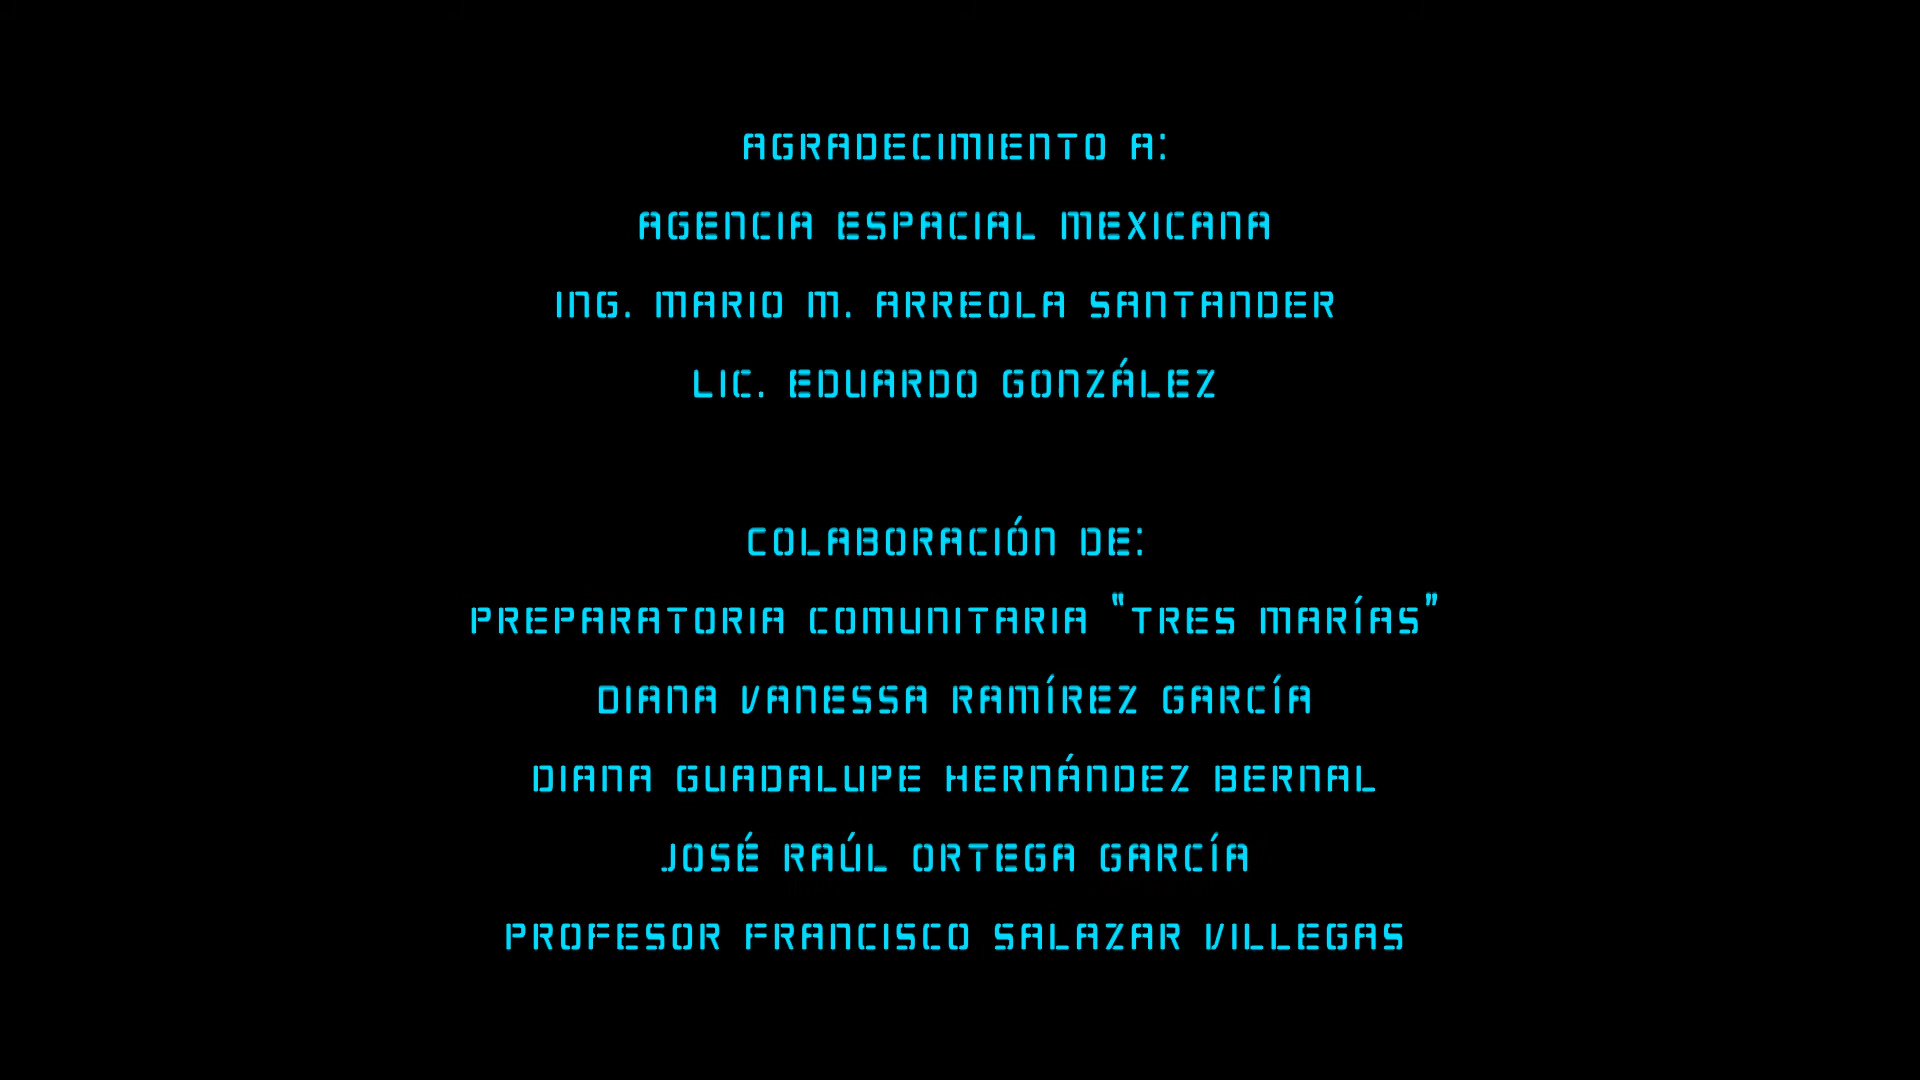 AGRADECIMIENTO A:
AGENCIA ESPACIAL MEXICANA
ING. MARIO M. ARREOLA SANTANDER
LIC. EDUARDO GONZÁLEZ
COLABORACIÓN DE:
PREPARATORIA COMUNITARIA "TRES MARÍAS"
DIANA VANESSA RAMÍREZ GARCÍA
DIANA GUADALUPE HERNÁNDEZ BERNAL
JOSÉ RAÚL ORTEGA GARCÍA
PROFESOR FRANCISCO SALAZAR VILLEGAS